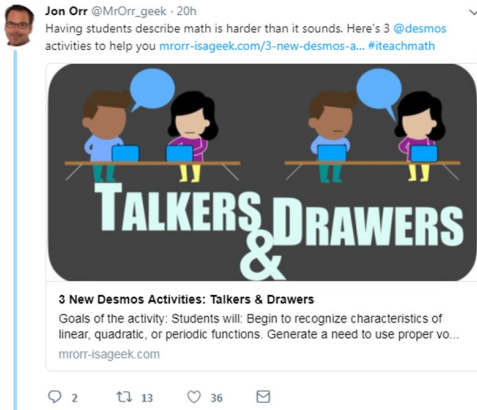 Jon Orr @MrOrr_geek · 20h
Having students describe math is harder than it sounds. Here's 3 @desmos
activities to help you mrorr-isageek.com/3-new-desmos-a... #iteachmath
TALKERS
& DRAWERS
3 New Desmos Activities: Talkers & Drawers
Goals of the activity: Students will: Begin to recognize characteristics of
linear, quadratic, or periodic functions. Generate a need to use proper vo...
mrorr-isageek.com
2 13 36